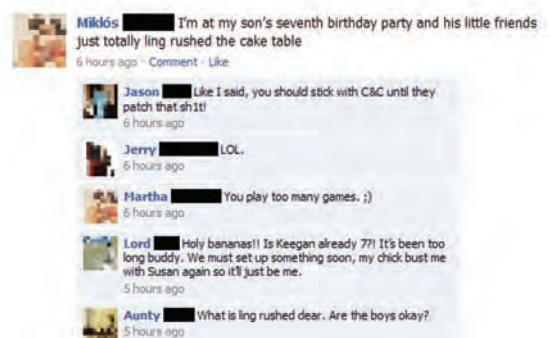 Miklós I'm at my son's seventh birthday party and his little friends
just totally ling rushed the cake table
6 hours ago · Comment · Like
Jason Like I said, you should stick with C&C until they
patch that sh1t!
6 hours ago
Jerry LOL.
6 hours ago
Martha You play too many games. ;)
6 hours ago
Lord Holy bananas!! Is Keegan already 7?! It's been too
long buddy. We must set up something soon, my chick bust me
with Susan again so it'll just be me.
5 hours ago
Aunty What is ling rushed dear. Are the boys okay?
5 hours ago